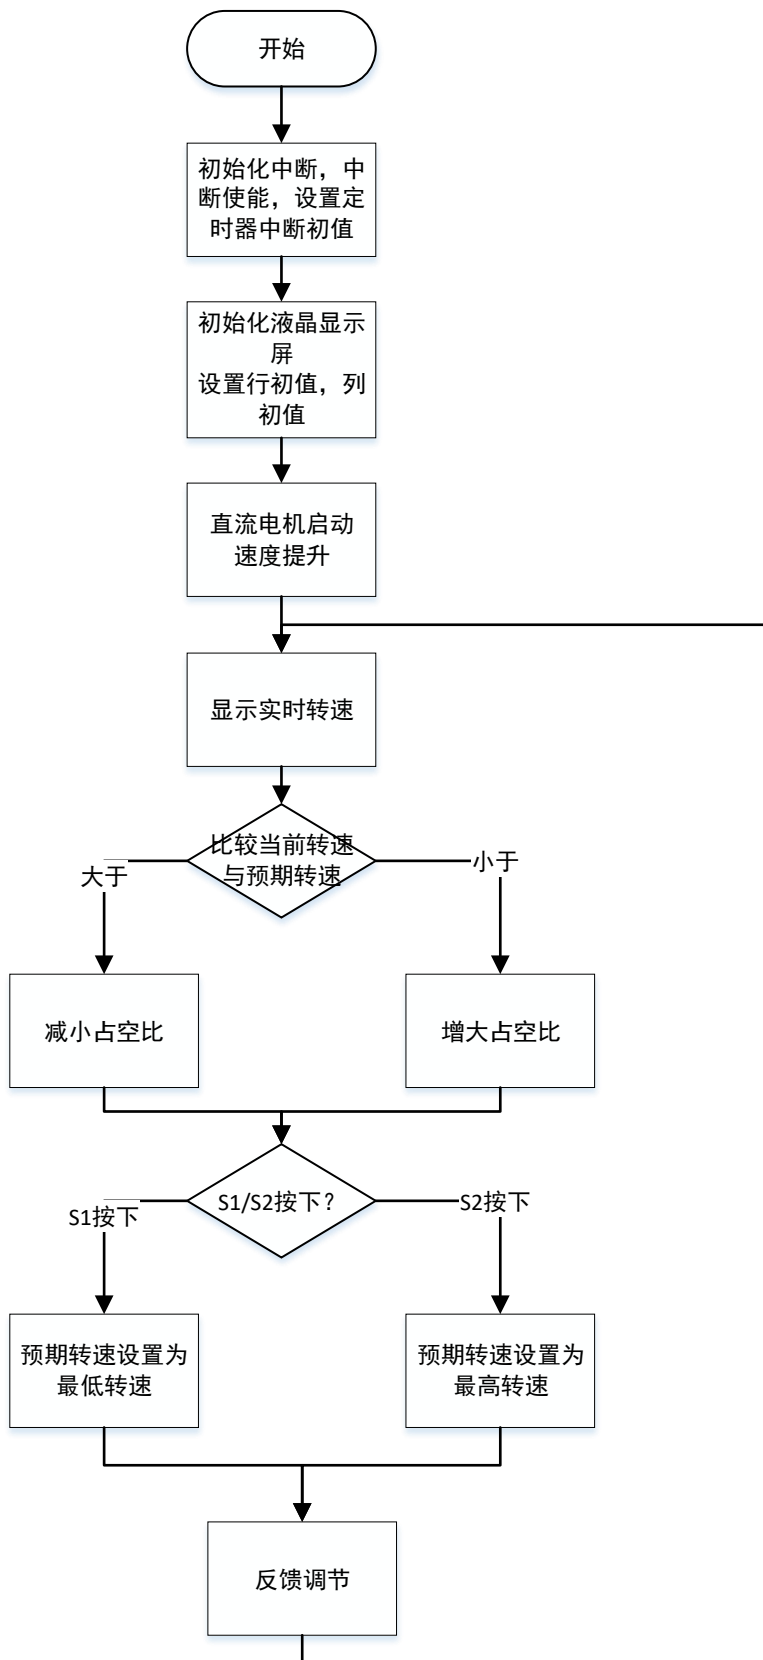 开始
初始化中断，中
断使能，设置定
时器中断初值
初始化液晶显示
屏
设置行初值，列
初值
直流电机启动
速度提升
显示实时转速
比较当前转速
与预期转速
大于
小于
减小占空比
增大占空比
S1/S2按下？
S1按下
S2按下
预期转速设置为
最低转速
预期转速设置为
最高转速
反馈调节